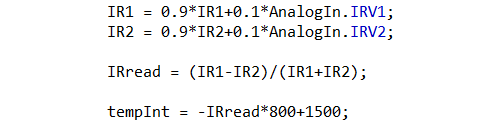 IR1 = 0.9*IR1+0.1*AnalogIn.IRV1;
IR2 = 0.9*IR2+0.1*AnalogIn.IRV2;
IRread = (IR1-IR2)/(IR1+IR2);
tempInt = -IRread*800+1500;